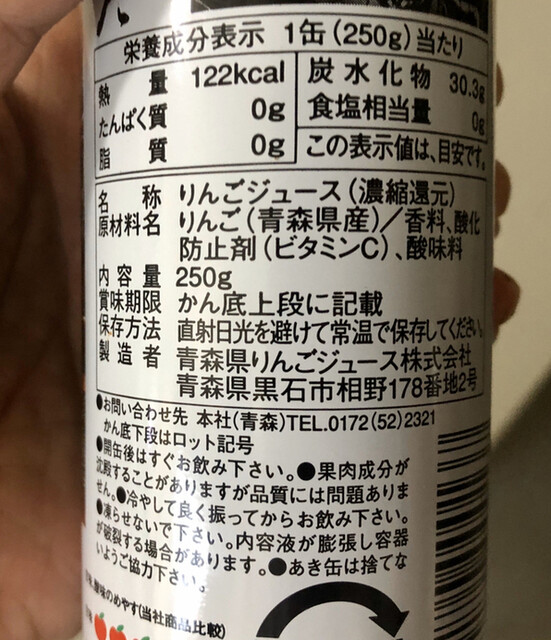 栄養成分表示 1缶(250g)当たり
熱量 122kcal 炭水化物 30.3g
たんぱく質 0g 食塩相当量 0g
脂質 0g この表示値は、目安です。
名称 りんごジュース(濃縮還元)
原材料名 りんご(青森県産)/香料、酸化
防止剤(ビタミンC)、酸味料
内容量 250g
賞味期限 かん底上段に記載
保存方法 直射日光を避けて常温で保存してください。
製造者 青森県りんごジュース株式会社
青森県黒石市相野178番地2号
●お問い合わせ先 本社(青森)TEL.0172(52)2321
かん底下段はロット記号
●開缶後はすぐお飲み下さい。●果肉成分が
沈殿することがありますが品質には問題ありま
せん。●冷やして良く振ってからお飲み下さい。
●凍らせないで下さい。内容液が膨張し容器
が破裂する場合があります。●あき缶は捨てな
いようご協力下さい。
酸味のめやす(当社商品比較)